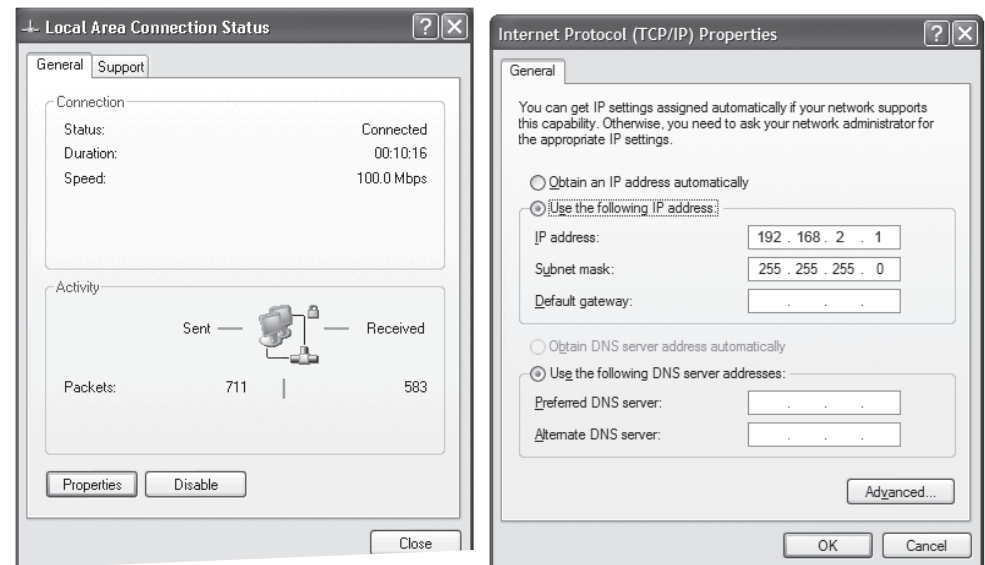 Local Area Connection Status
General
Support
Connection
Status: Connected
Duration: 00:10:16
Speed: 100.0 Mbps
Activity
Sent
Received
Packets: 711 583
Properties
Disable
Close
Internet Protocol (TCP/IP) Properties
General
You can get IP settings assigned automatically if your network supports
this capability. Otherwise, you need to ask your network administrator for
the appropriate IP settings.
Obtain an IP address automatically
Use the following IP address:
IP address: 192 . 168 . 2 . 1
Subnet mask: 255 . 255 . 255 . 0
Default gateway: . . .
Obtain DNS server address automatically
Use the following DNS server addresses:
Preferred DNS server: . . .
Alternate DNS server: . . .
Advanced...
OK
Cancel